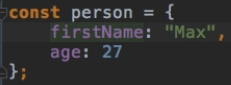 const person = {
    firstName: "Max",
    age: 27
};